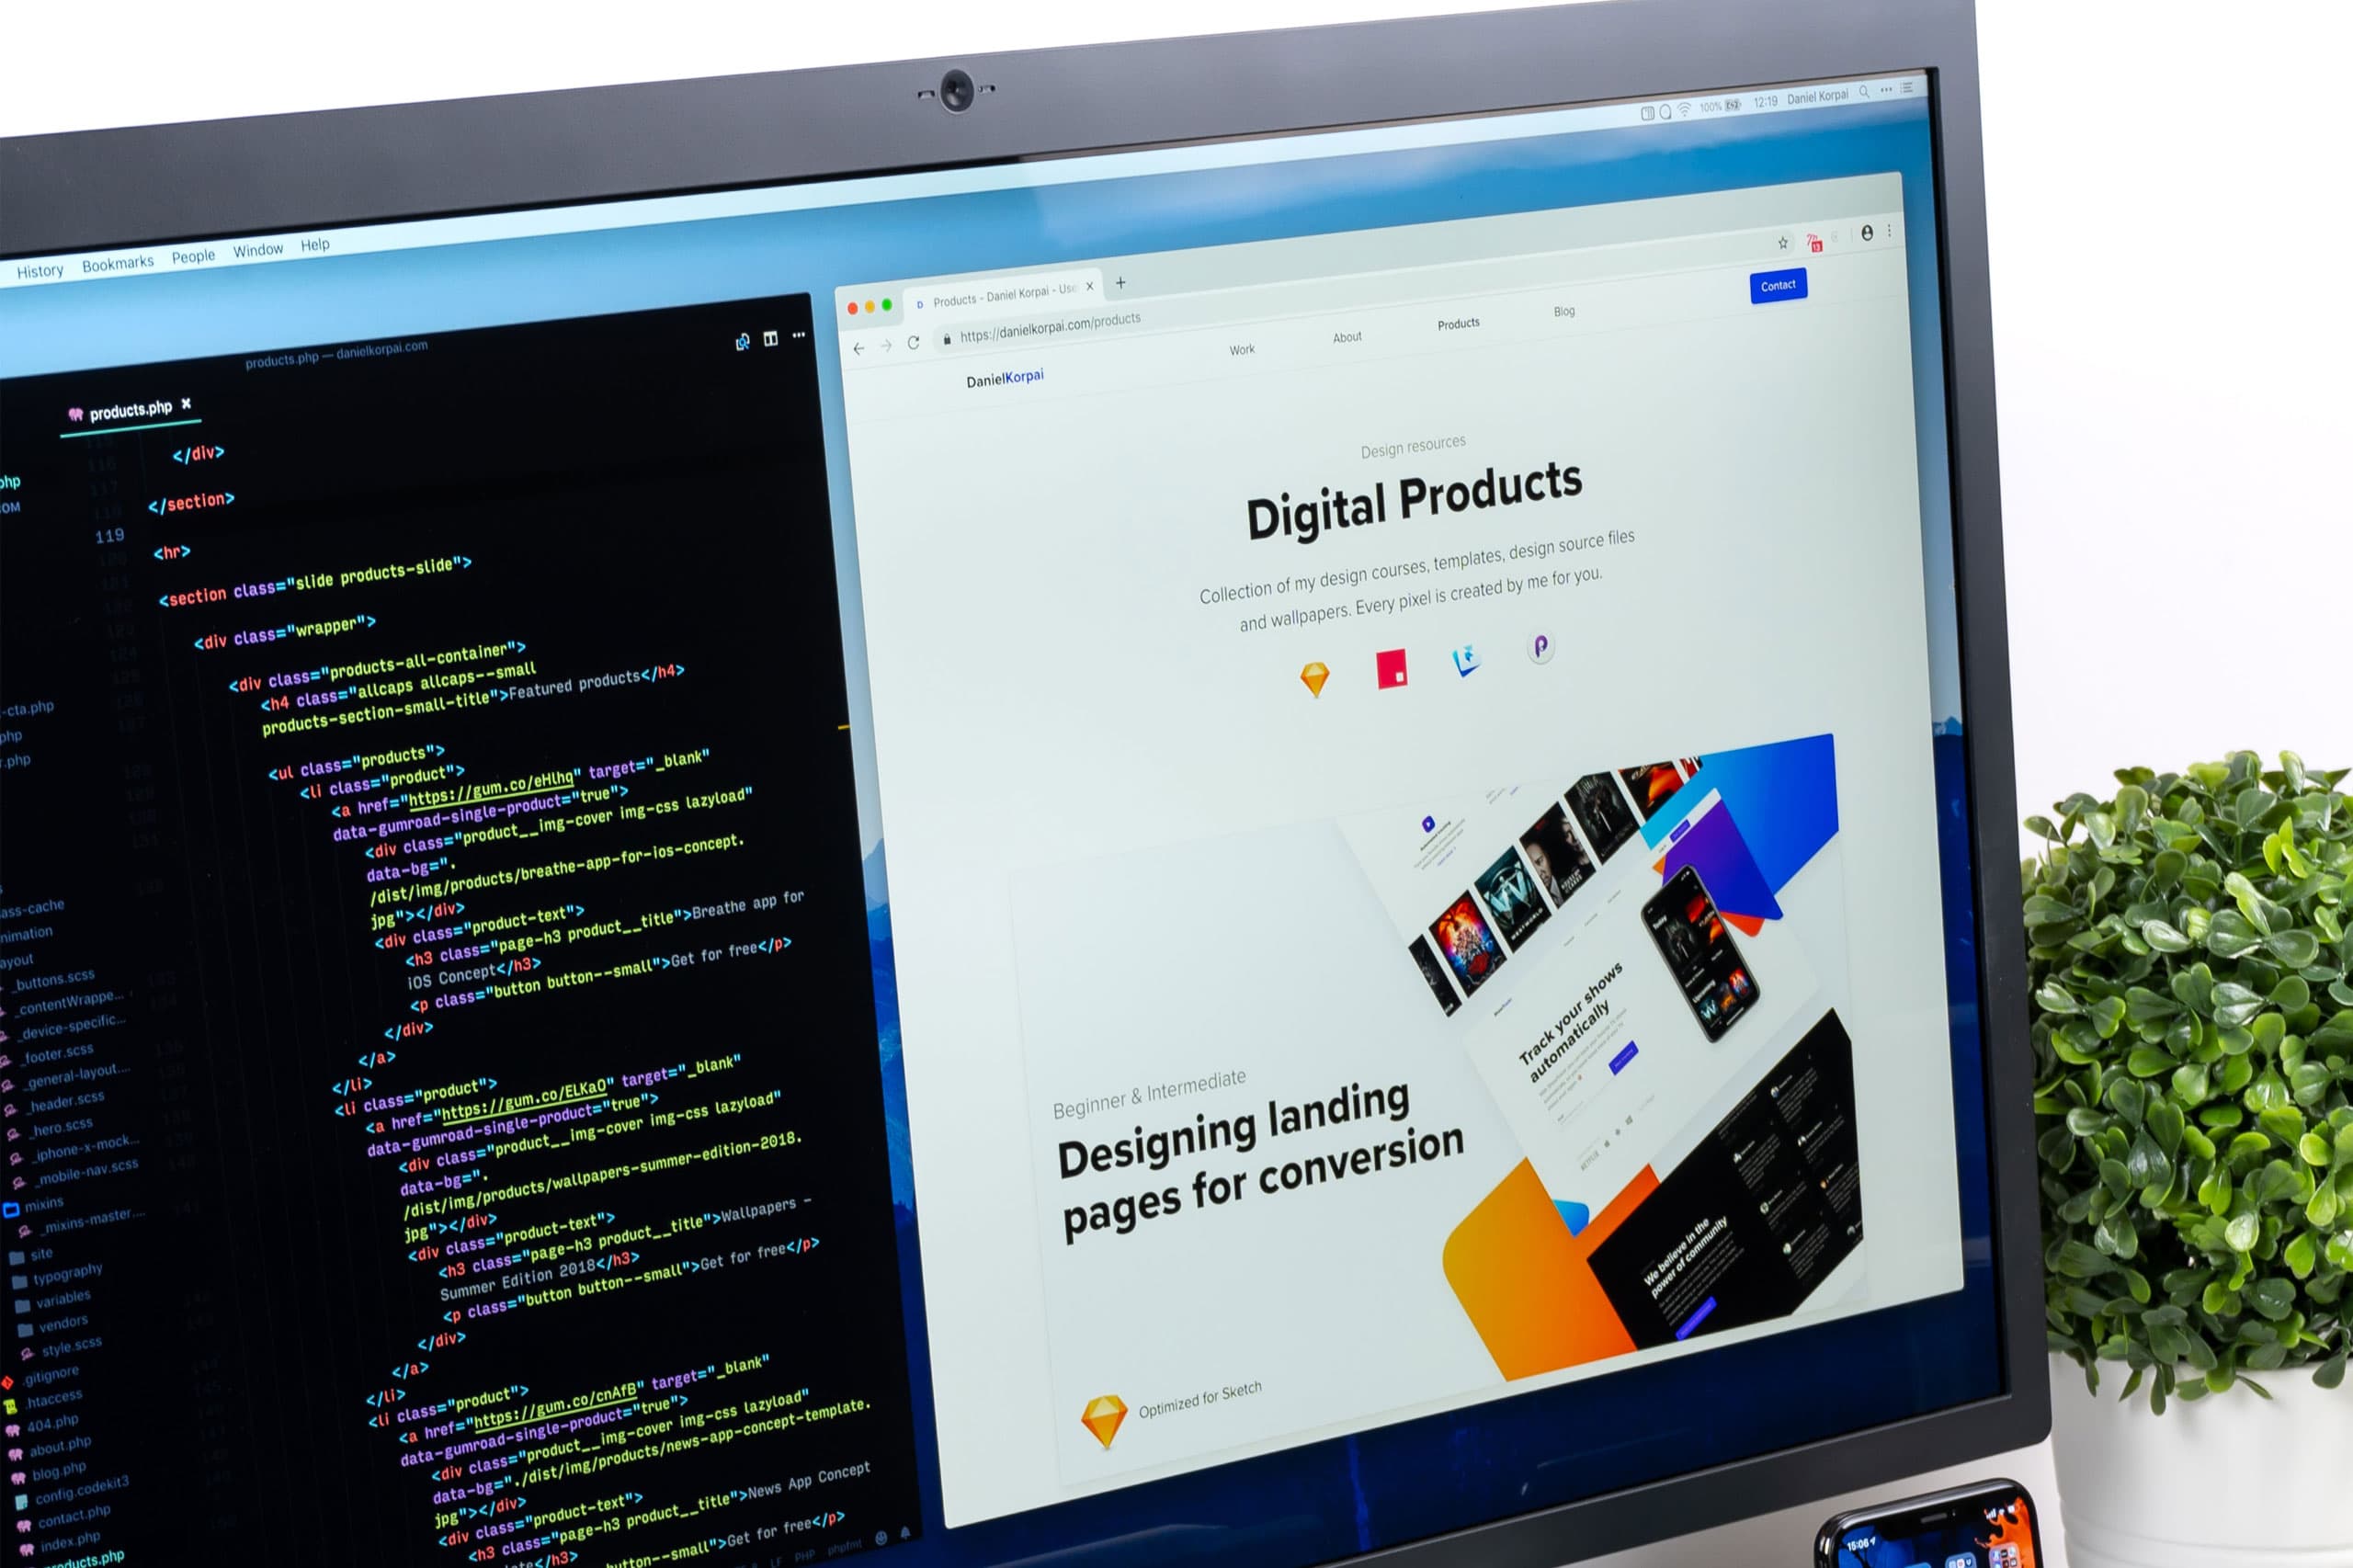 History Bookmarks People Window Help
100% 12:19 Daniel Korpai
products.php — danielkorpai.com
products.php
</div>
</section>
119
<hr>
<section class="slide products-slide">
<div class="wrapper">
<div class="products-all-container">
<h4 class="allcaps allcaps--small
products-section-small-title">Featured products</h4>
<ul class="products">
<li class="product">
<a href="https://gum.co/eHlhq" target="_blank"
data-gumroad-single-product="true">
<div class="product__img-cover img-css lazyload"
data-bg=".
/dist/img/products/breathe-app-for-ios-concept.
jpg"></div>
<div class="product-text">
<h3 class="page-h3 product__title">Breathe app for
iOS Concept</h3>
<p class="button button--small">Get for free</p>
</div>
</a>
</li>
<li class="product">
<a href="https://gum.co/ELKaO" target="_blank"
data-gumroad-single-product="true">
<div class="product__img-cover img-css lazyload"
data-bg=".
/dist/img/products/wallpapers-summer-edition-2018.
jpg"></div>
<div class="product-text">
<h3 class="page-h3 product__title">Wallpapers –
Summer Edition 2018</h3>
<p class="button button--small">Get for free</p>
</div>
</a>
</li>
<li class="product">
<a href="https://gum.co/cnAfB" target="_blank"
data-gumroad-single-product="true">
<div class="product__img-cover img-css lazyload"
data-bg="./dist/img/products/news-app-concept-template.
jpg"></div>
<div class="product-text">
<h3 class="page-h3 product__title">News App Concept
</h3>
button--small">Get for free</p>
LF PHP phpfmt
php
-cta.php
php
.php
ass-cache
nimation
ayout
_buttons.scss
_contentWrappe...
_device-specific...
_footer.scss
_general-layout....
_header.scss
_hero.scss
_iphone-x-mock...
_mobile-nav.scss
mixins
_mixins-master....
site
typography
variables
vendors
style.scss
.gitignore
.htaccess
404.php
about.php
blog.php
config.codekit3
contact.php
index.php
products.php
Products - Daniel Korpai - Use
https://danielkorpai.com/products
DanielKorpai
Work About Products Blog
Contact
Design resources
Digital Products
Collection of my design courses, templates, design source files
and wallpapers. Every pixel is created by me for you.
Beginner & Intermediate
Designing landing
pages for conversion
Optimized for Sketch
WESTWORLD
Track your shows
automatically
NETFLIX
Today
Upcoming
We believe in the
power of community
15:06